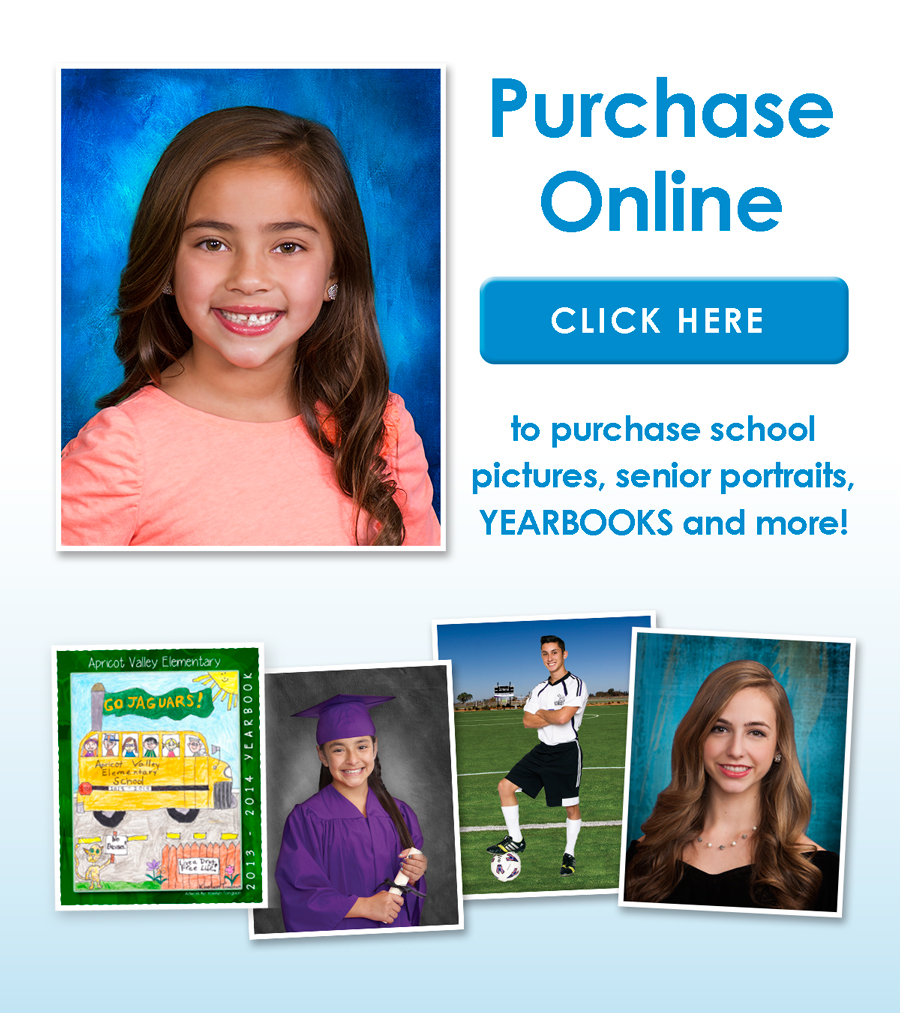 Purchase
Online
CLICK HERE
to purchase school
pictures, senior portraits,
YEARBOOKS and more!
Apricot Valley Elementary
GO JAGUARS!
Apricot Valley
Elementary
School
2013 - 2014 YEARBOOK